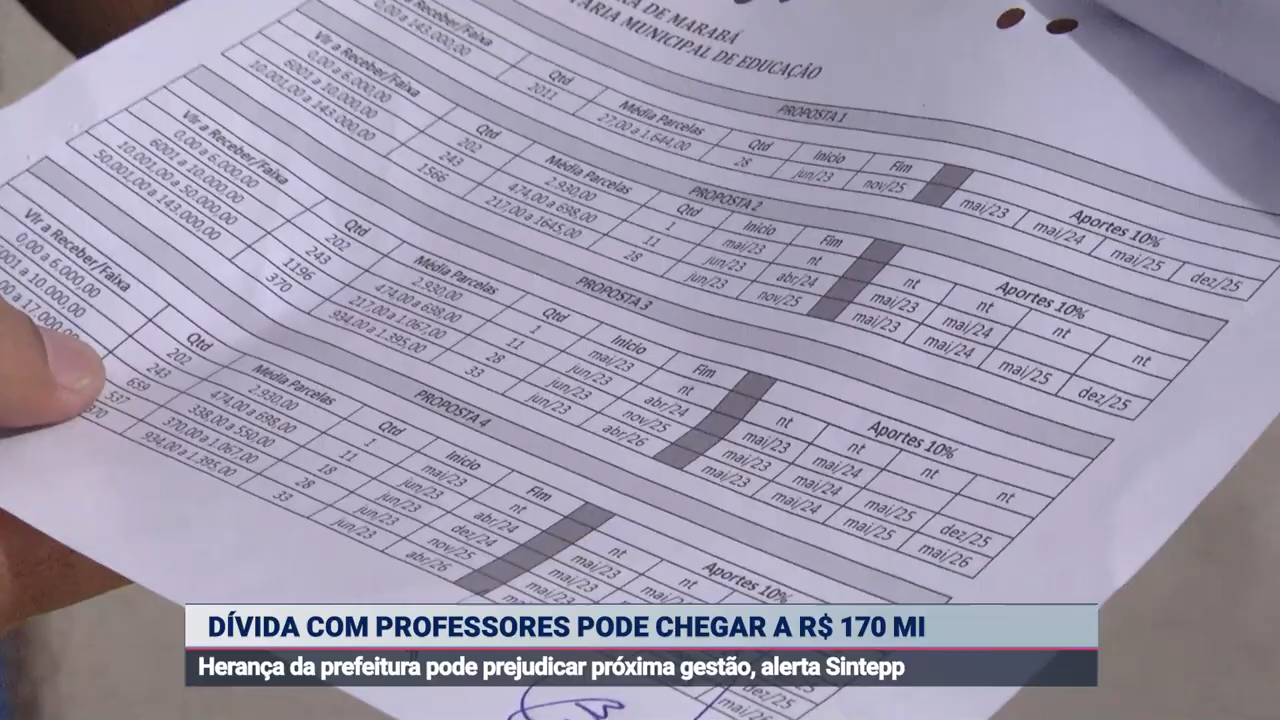 RA DE MARABÁ
TÁRIA MUNICIPAL DE EDUCAÇÃO
PROPOSTA 1
Vlr a Receber/Faixa Qtd Média Parcelas Qtd Início Fim Aportes 10%
0,00 a 143.000,00 2011 27,00 a 1.644,00 28 jun/23 nov/25 mai/23 mai/24 mai/25 dez/25
PROPOSTA 2
Vlr a Receber/Faixa Qtd Média Parcelas Qtd Início Fim Aportes 10%
0,00 a 6.000,00 202 2.930,00 1 mai/23 nt nt nt nt nt
6001 a 10.000,00 243 474,00 a 698,00 11 jun/23 abr/24 mai/23 mai/24
10.001,00 a 143.000,00 1566 217,00 a 1645,00 28 jun/23 nov/25 mai/23 mai/24 mai/25 dez/25
PROPOSTA 3
Vlr a Receber/Faixa Qtd Média Parcelas Qtd Início Fim Aportes 10%
0,00 a 6.000,00 202 2.930,00 1 mai/23 nt nt nt nt nt
6001 a 10.000,00 243 474,00 a 698,00 11 jun/23 abr/24 mai/23 mai/24
10.001,00 a 50.000,00 1196 217,00 a 1.067,00 28 jun/23 nov/25 mai/23 mai/24 mai/25 dez/25
50.001,00 a 143.000,00 370 934,00 a 1.395,00 33 jun/23 abr/26 mai/23 mai/24 mai/25 mai/26
PROPOSTA 4
Vlr a Receber/Faixa Qtd Média Parcelas Qtd Início Fim Aportes 10%
0,00 a 6.000,00 202 2.930,00 1 mai/23 nt nt nt
6001 a 10.000,00 243 474,00 a 698,00 11 jun/23 abr/24 mai/23
a 17.000,00 659 338,00 a 550,00 18 jun/23 dez/24 mai/23
337 370,00 a 1.067,00 28 jun/23 nov/25 dez/25
370 934,00 a 1.395,00 33 jun/23 abr/26 mai/26
DÍVIDA COM PROFESSORES PODE CHEGAR A R$ 170 MI
Herança da prefeitura pode prejudicar próxima gestão, alerta Sintepp